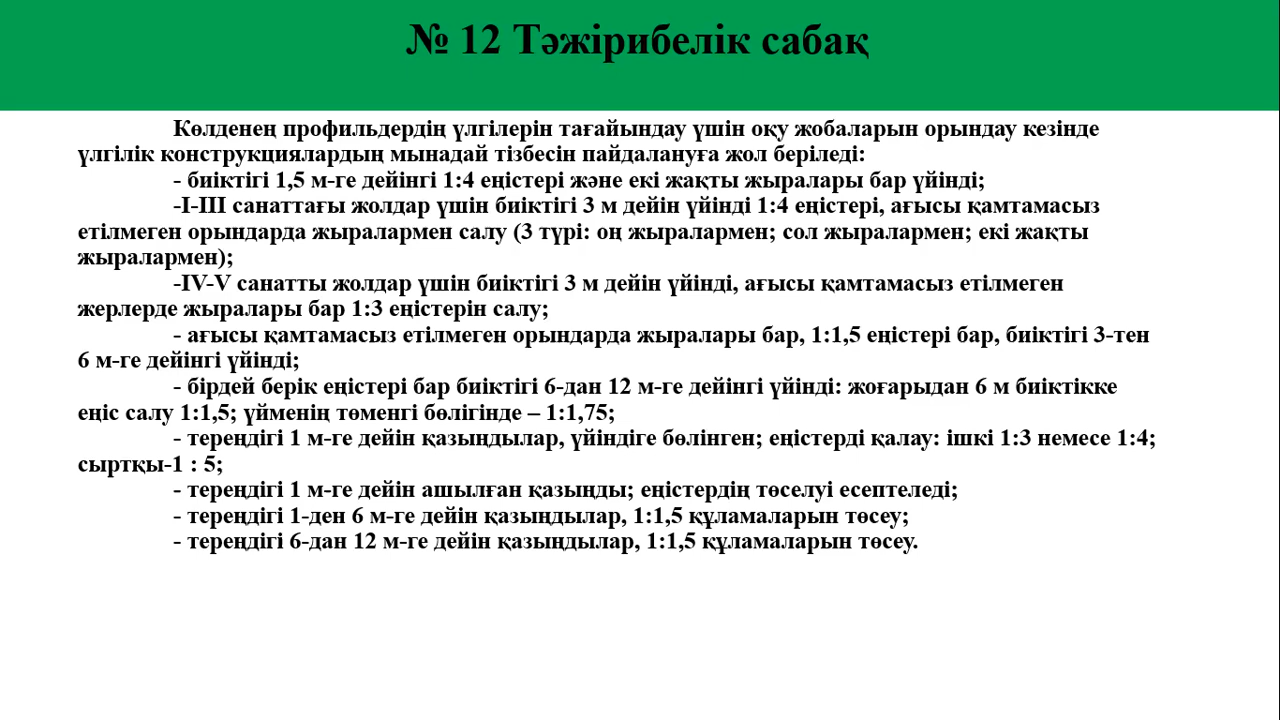 № 12 Тәжірибелік сабақ
Көлденең профильдердің үлгілерін тағайындау үшін оқу жобаларын орындау кезінде
үлгілік конструкциялардың мынадай тізбесін пайдалануға жол беріледі:
- биіктігі 1,5 м-ге дейінгі 1:4 еңістері және екі жақты жыралары бар үйінді;
-I-III санаттағы жолдар үшін биіктігі 3 м дейін үйінді 1:4 еңістері, ағысы қамтамасыз
етілмеген орындарда жыралармен салу (3 түрі: оң жыралармен; сол жыралармен; екі жақты
жыралармен);
-IV-V санатты жолдар үшін биіктігі 3 м дейін үйінді, ағысы қамтамасыз етілмеген
жерлерде жыралары бар 1:3 еңістерін салу;
- ағысы қамтамасыз етілмеген орындарда жыралары бар, 1:1,5 еңістері бар, биіктігі 3-тен
6 м-ге дейінгі үйінді;
- бірдей берік еңістері бар биіктігі 6-дан 12 м-ге дейінгі үйінді: жоғарыдан 6 м биіктікке
еңіс салу 1:1,5; үйменің төменгі бөлігінде – 1:1,75;
- тереңдігі 1 м-ге дейін қазыңдылар, үйіндіге бөлінген; еңістерді қалау: ішкі 1:3 немесе 1:4;
сыртқы-1 : 5;
- тереңдігі 1 м-ге дейін ашылған қазыңды; еңістердің төселуі есептеледі;
- тереңдігі 1-ден 6 м-ге дейін қазыңдылар, 1:1,5 құламаларын төсеу;
- тереңдігі 6-дан 12 м-ге дейін қазыңдылар, 1:1,5 құламаларын төсеу.